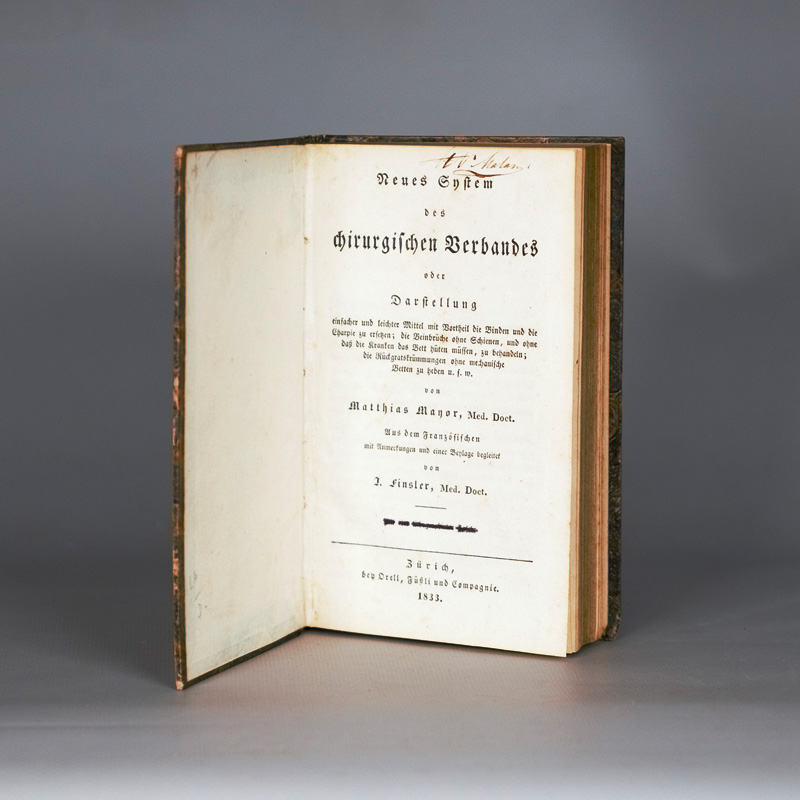 Malan
Neues System
des
chirurgischen Verbandes
oder
Darstellung
einfacher und leichter Mittel mit Vortheil die Binden und die
Charpie zu ersetzen; die Beinbrüche ohne Schienen, und ohne
daß die Kranken das Bett hüten müssen, zu behandeln;
die Rückgratskrümmungen ohne mechanische
Betten zu heben u. s. w.
von
Matthias Mayor, Med. Doct.
Aus dem Französischen
mit Anmerkungen und einer Beylage begleitet
von
J. Finsler, Med. Doct.
Zürich,
bey Orell, Füßli und Compagnie.
1833.